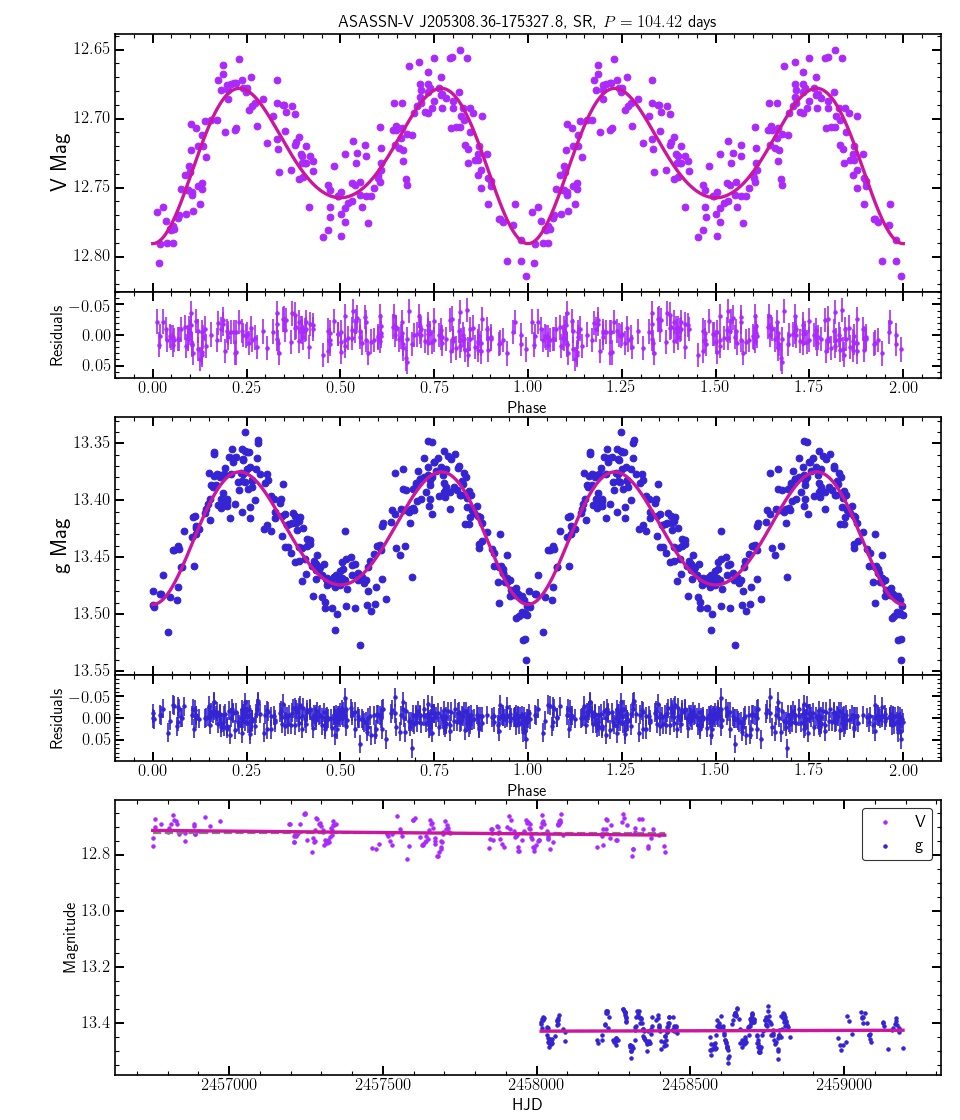 ASASSN-V J205308.36-175327.8, SR, P = 104.42 days
12.65
12.70
12.75
12.80
V Mag
−0.05
0.00
0.05
Residuals
0.00 0.25 0.50 0.75 1.00 1.25 1.50 1.75 2.00
Phase
13.35
13.40
13.45
13.50
13.55
g Mag
−0.05
0.00
0.05
Residuals
0.00 0.25 0.50 0.75 1.00 1.25 1.50 1.75 2.00
Phase
V
g
12.8
13.0
13.2
13.4
Magnitude
2457000 2457500 2458000 2458500 2459000
HJD